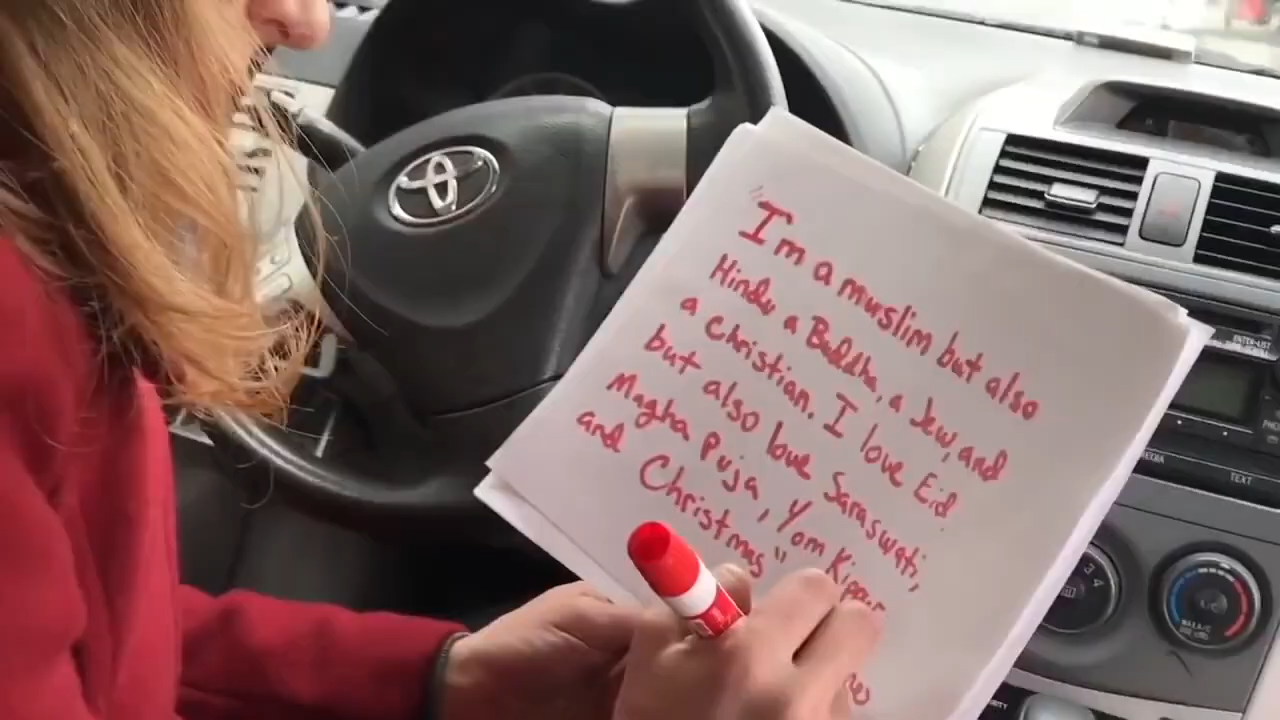 "I'm a muslim but also
Hindu a Buddha, a Jew, and
a Christian. I love Eid
but also love Saraswati,
Magha Puja, Yom Kippur
and Christmas"
TEXT